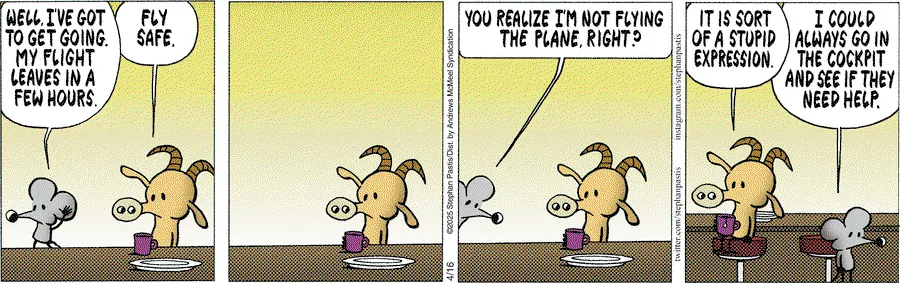 WELL, I'VE GOT
TO GET GOING.
MY FLIGHT
LEAVES IN A
FEW HOURS.
FLY
SAFE.
©2025 Stephan Pastis/Dist. by Andrews McMeel Syndication
4/16
YOU REALIZE I'M NOT FLYING
THE PLANE, RIGHT?
twitter.com/stephanpastis
instagram.com/stephanpastis
IT IS SORT
OF A STUPID
EXPRESSION.
I COULD
ALWAYS GO IN
THE COCKPIT
AND SEE IF THEY
NEED HELP.